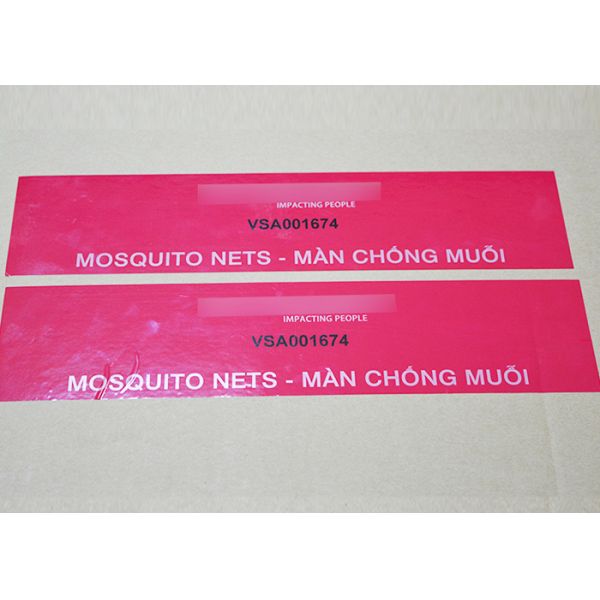 IMPACTING PEOPLE
VSA001674
MOSQUITO NETS - MÀN CHỐNG MUỖI
IMPACTING PEOPLE
VSA001674
MOSQUITO NETS - MÀN CHỐNG MUỖI